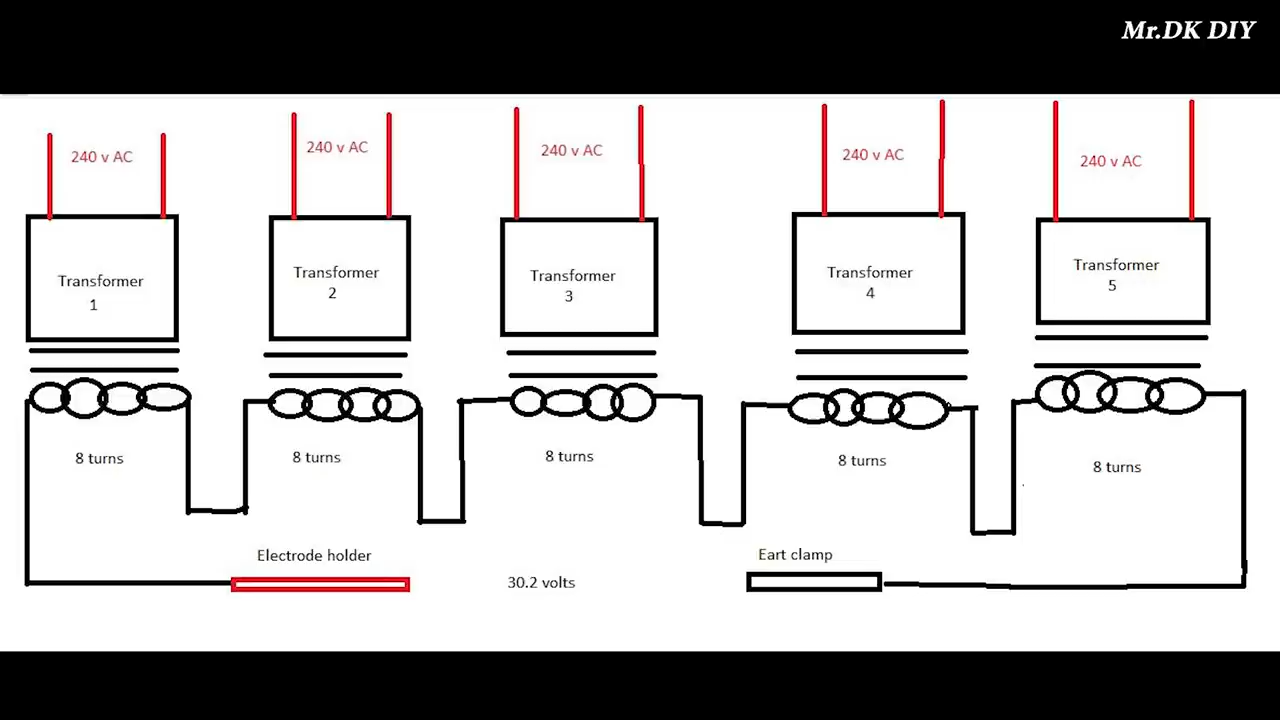 Mr.DK DIY
240 v AC
240 v AC
240 v AC
240 v AC
240 v AC
Transformer
1
Transformer
2
Transformer
3
Transformer
4
Transformer
5
8 turns
8 turns
8 turns
8 turns
8 turns
Electrode holder
30.2 volts
Eart clamp